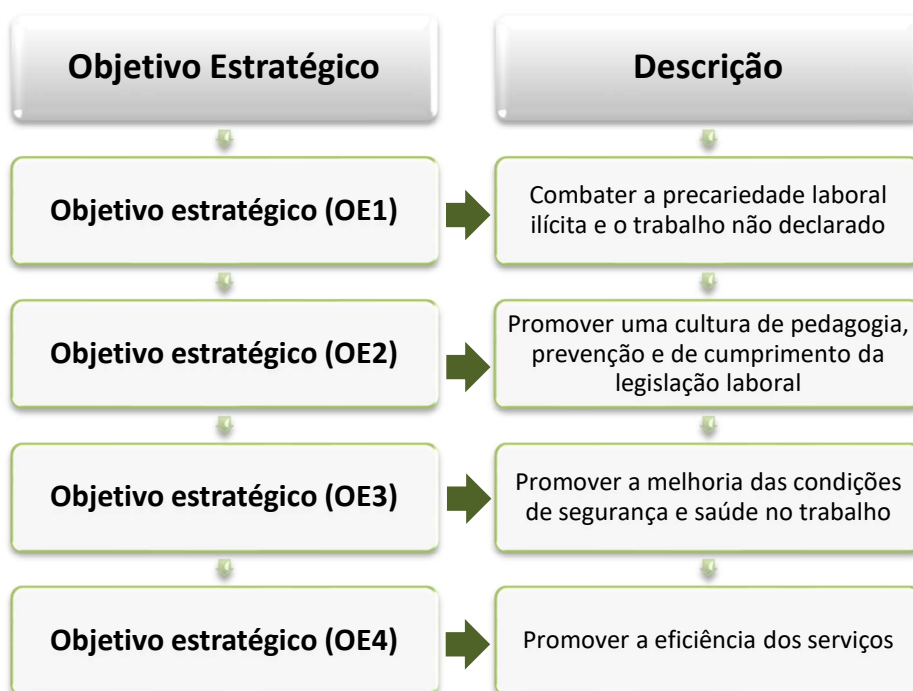 Objetivo Estratégico
Descrição
Objetivo estratégico (OE1)
Combater a precariedade laboral
ilícita e o trabalho não declarado
Objetivo estratégico (OE2)
Promover uma cultura de pedagogia,
prevenção e de cumprimento da
legislação laboral
Objetivo estratégico (OE3)
Promover a melhoria das condições
de segurança e saúde no trabalho
Objetivo estratégico (OE4)
Promover a eficiência dos serviços